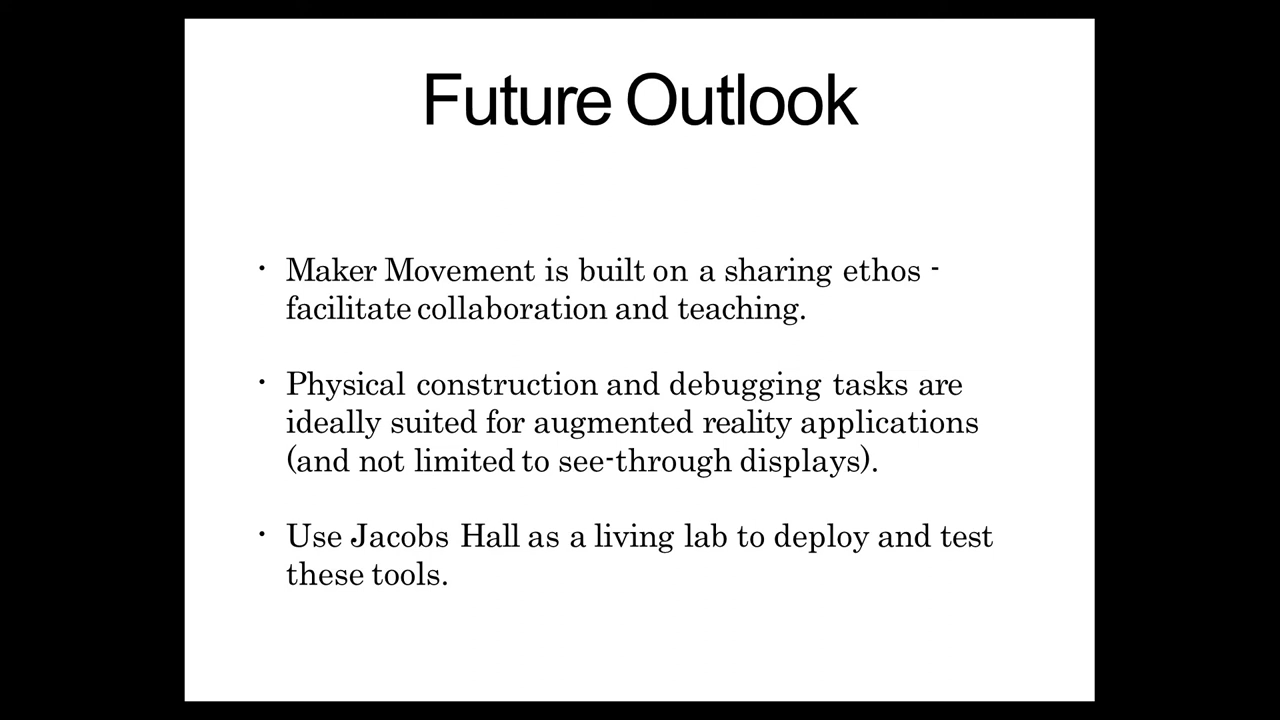 Future Outlook
• Maker Movement is built on a sharing ethos -
facilitate collaboration and teaching.
• Physical construction and debugging tasks are
ideally suited for augmented reality applications
(and not limited to see-through displays).
• Use Jacobs Hall as a living lab to deploy and test
these tools.